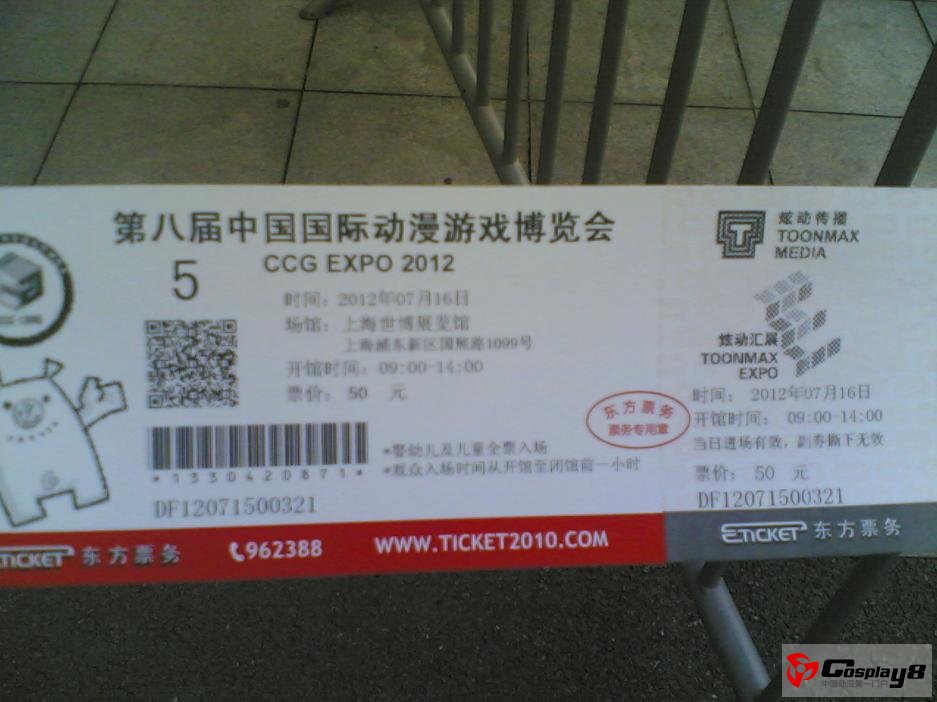 第八届中国国际动漫游戏博览会
CCG EXPO 2012
5
时间：2012年07月16日
场馆：上海世博展览馆
上海浦东新区国展路1099号
开馆时间：09:00-14:00
票价：50 元
*1330420871*
*婴幼儿及儿童全票入场
*观众入场时间从开馆至闭馆前一小时
DF12071500321
东方票务
票务专用章
ETICKET 东方票务
962388
WWW.TICKET2010.COM
炫动传播
TOONMAX
MEDIA
炫动汇展
TOONMAX
EXPO
时间：2012年07月16日
开馆时间：09:00-14:00
当日进场有效，副券撕下无效
票价：50 元
DF12071500321
ETICKET 东方票务
Cosplay8
中国动漫第一门户